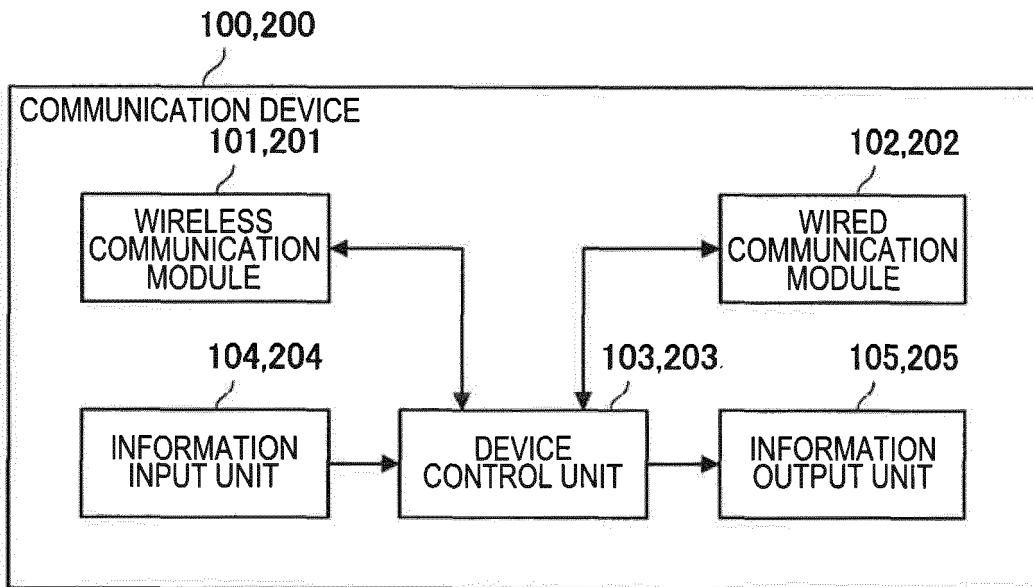 100,200
COMMUNICATION DEVICE
101,201
102,202
WIRELESS
COMMUNICATION
MODULE
WIRED
COMMUNICATION
MODULE
104,204
103,203
105,205
INFORMATION
INPUT UNIT
DEVICE
CONTROL UNIT
INFORMATION
OUTPUT UNIT